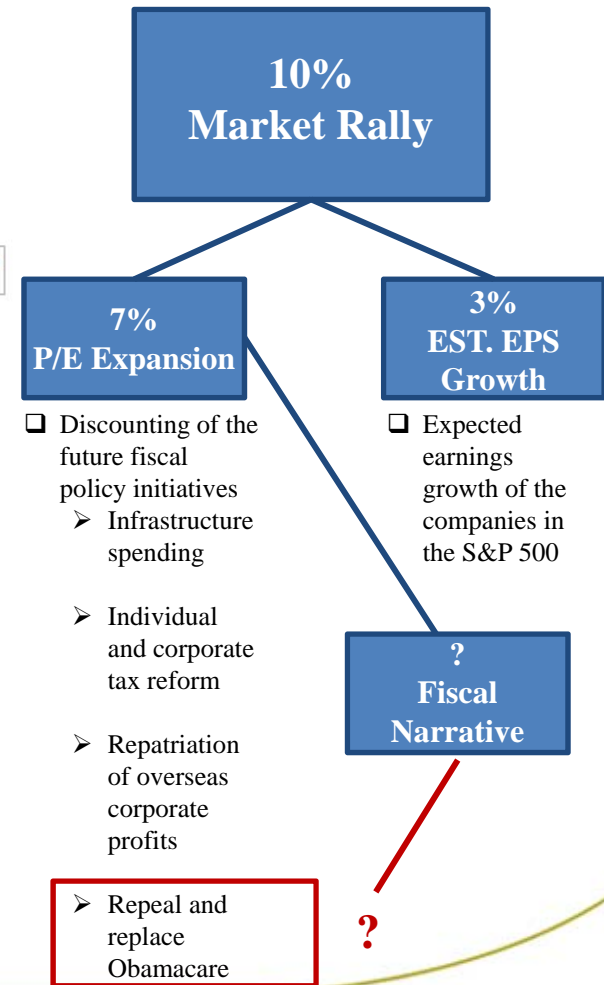 10%
Market Rally
7%
P/E Expansion
3%
EST. EPS
Growth
❑ Discounting of the
future fiscal
policy initiatives
➢ Infrastructure
spending
➢ Individual
and corporate
tax reform
➢ Repatriation
of overseas
corporate
profits
➢ Repeal and
replace
Obamacare
❑ Expected
earnings
growth of the
companies in
the S&P 500
?
Fiscal
Narrative
?